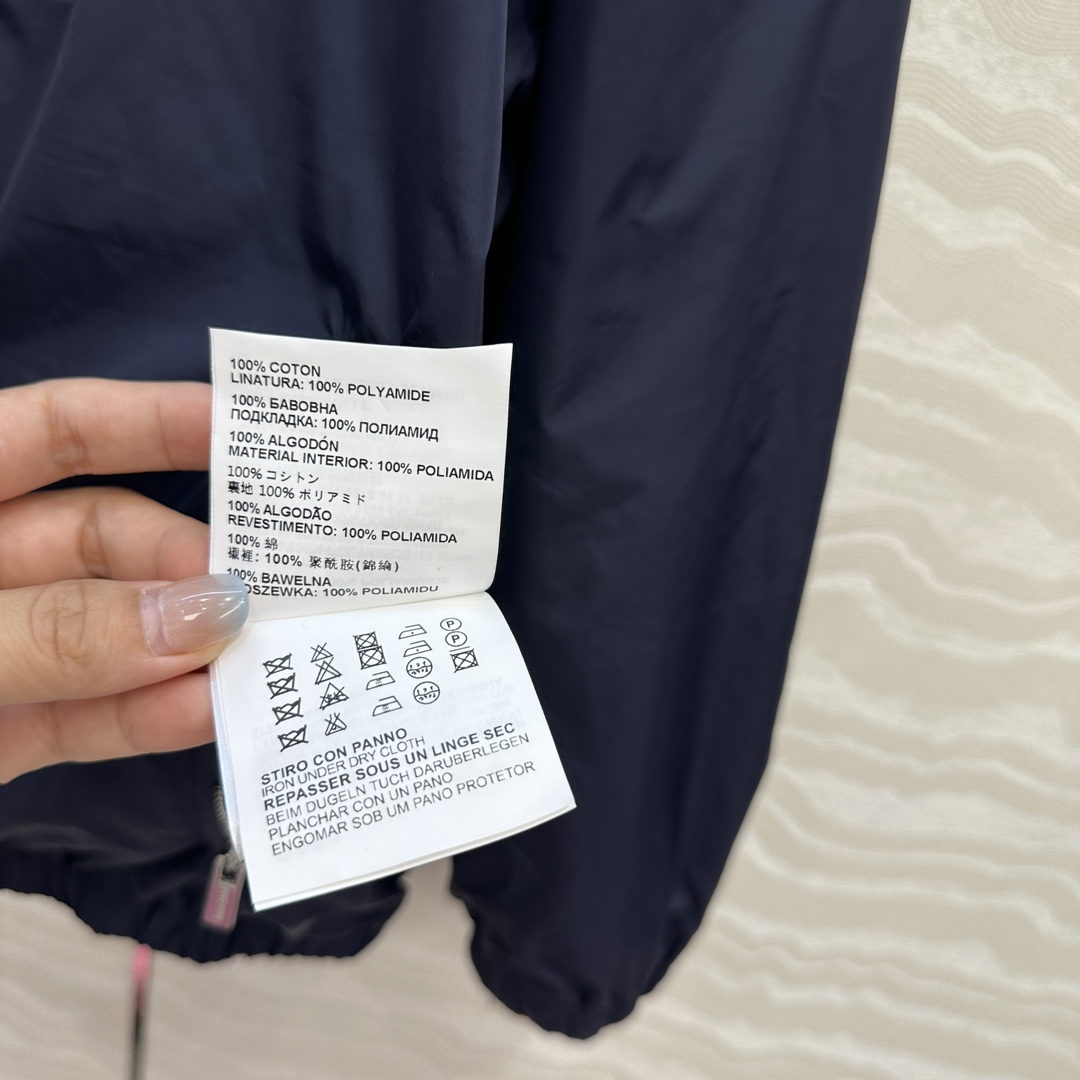 100% COTON
LINATURA: 100% POLYAMIDE
100% БАВОВНА
ПОДКЛАДКА: 100% ПОЛИАМИД
100% ALGODÓN
MATERIAL INTERIOR: 100% POLIAMIDA
100% コシトン
裏地 100% ポリアミド
100% ALGODÃO
REVESTIMENTO: 100% POLIAMIDA
100% 綿
襯裡: 100% 聚酰胺(錦綸)
100% BAWELNA
OSZEWKA: 100% POLIAMIDU
P
P
STIRO CON PANNO
IRON UNDER DRY CLOTH
REPASSER SOUS UN LINGE SEC
BEIM DUGELN TUCH DARUBERLEGEN
PLANCHAR CON UN PANO
ENGOMAR SOB UM PANO PROTETOR